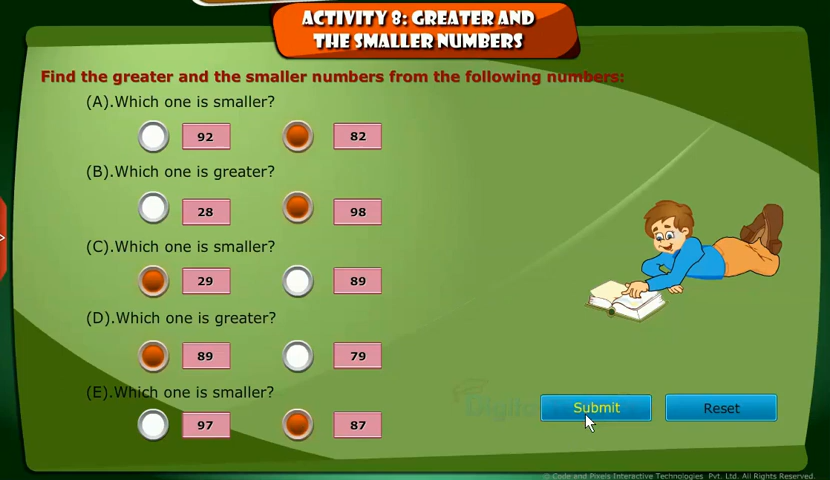 ACTIVITY 8: GREATER AND
THE SMALLER NUMBERS
Find the greater and the smaller numbers from the following numbers:
(A).Which one is smaller?
92 82
(B).Which one is greater?
28 98
(C).Which one is smaller?
29 89
(D).Which one is greater?
89 79
(E).Which one is smaller?
97 87
Submit Reset
© Code and Pixels Interactive Technologies Pvt. Ltd. All Rights Reserved.